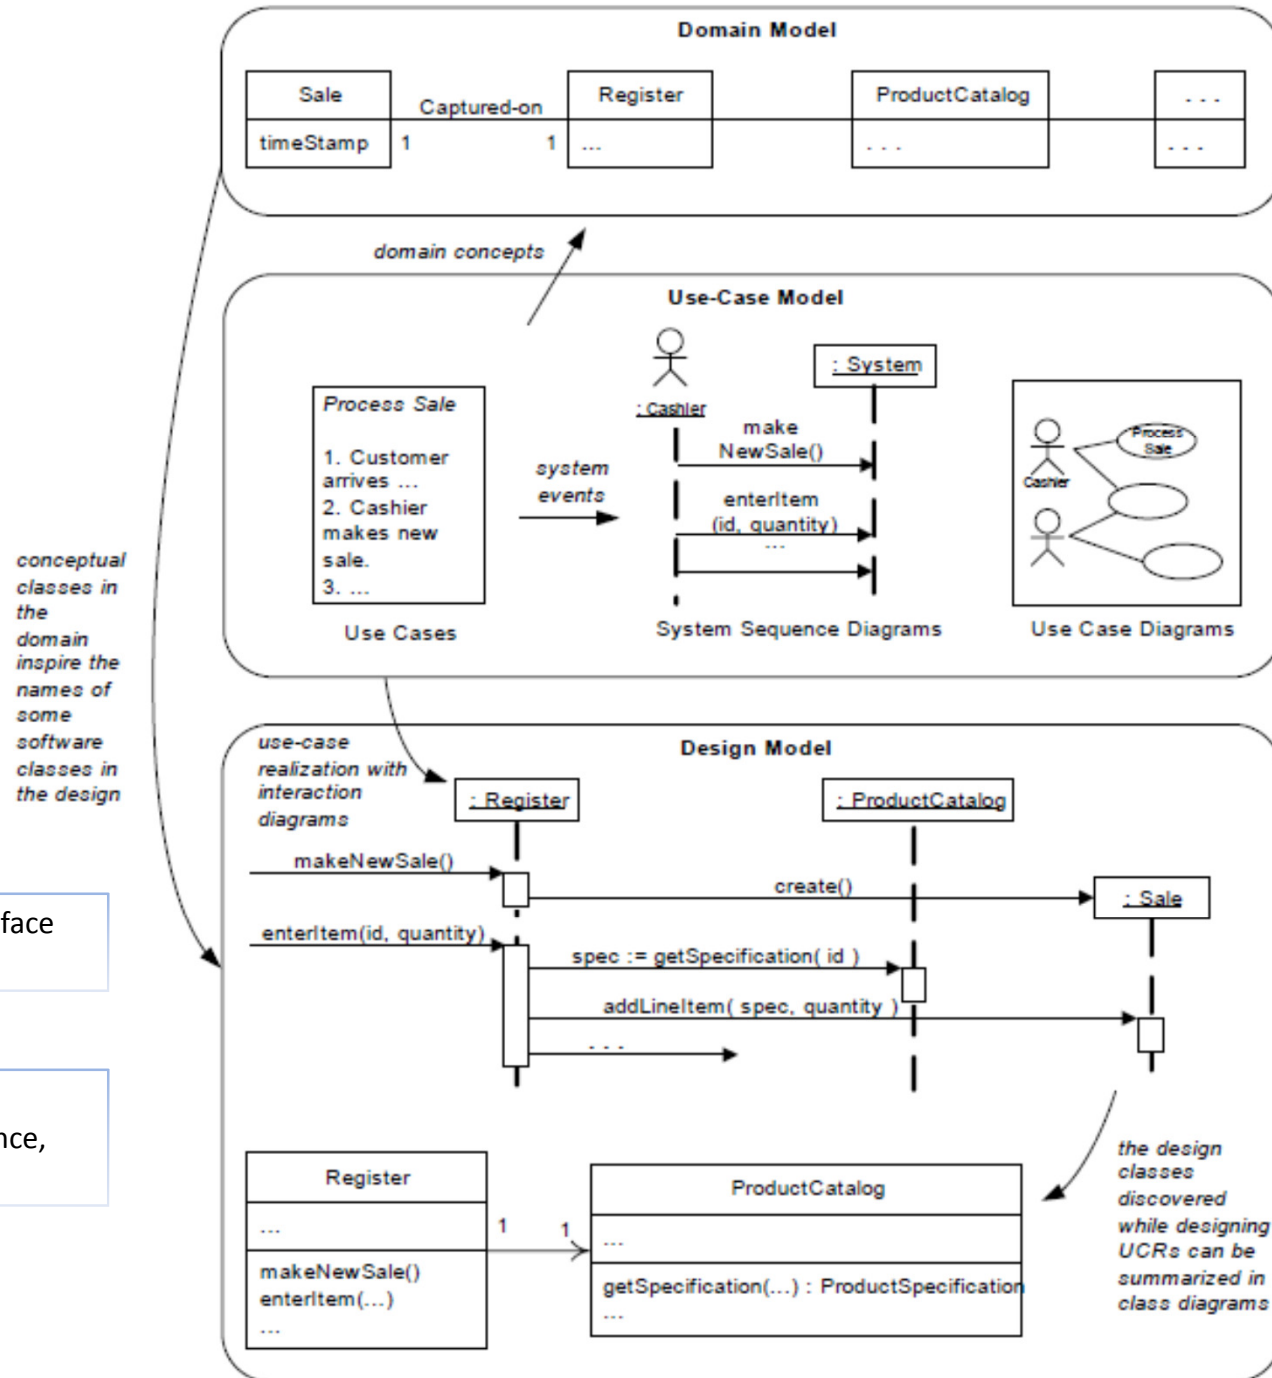 Domain Model
Sale
Captured-on
Register
ProductCatalog
. . .
timeStamp
1
1
...
. . .
. . .
domain concepts
Use-Case Model
Process Sale
1. Customer
arrives ...
2. Cashier
makes new
sale.
3. ...
Use Cases
system
events
: Cashier
: System
make
NewSale()
enterItem
(id, quantity)
...
System Sequence Diagrams
Process
Sale
Cashier
Use Case Diagrams
conceptual
classes in
the
domain
inspire the
names of
some
software
classes in
the design
Design Model
use-case
realization with
interaction
diagrams
: Register
: ProductCatalog
makeNewSale()
create()
: Sale
enterItem(id, quantity)
spec := getSpecification( id )
addLineItem( spec, quantity )
. . .
face
nce,
the design
classes
discovered
while designing
UCRs can be
summarized in
class diagrams
Register
...
makeNewSale()
enterItem(...)
...
1
1
ProductCatalog
...
getSpecification(...) : ProductSpecification
...